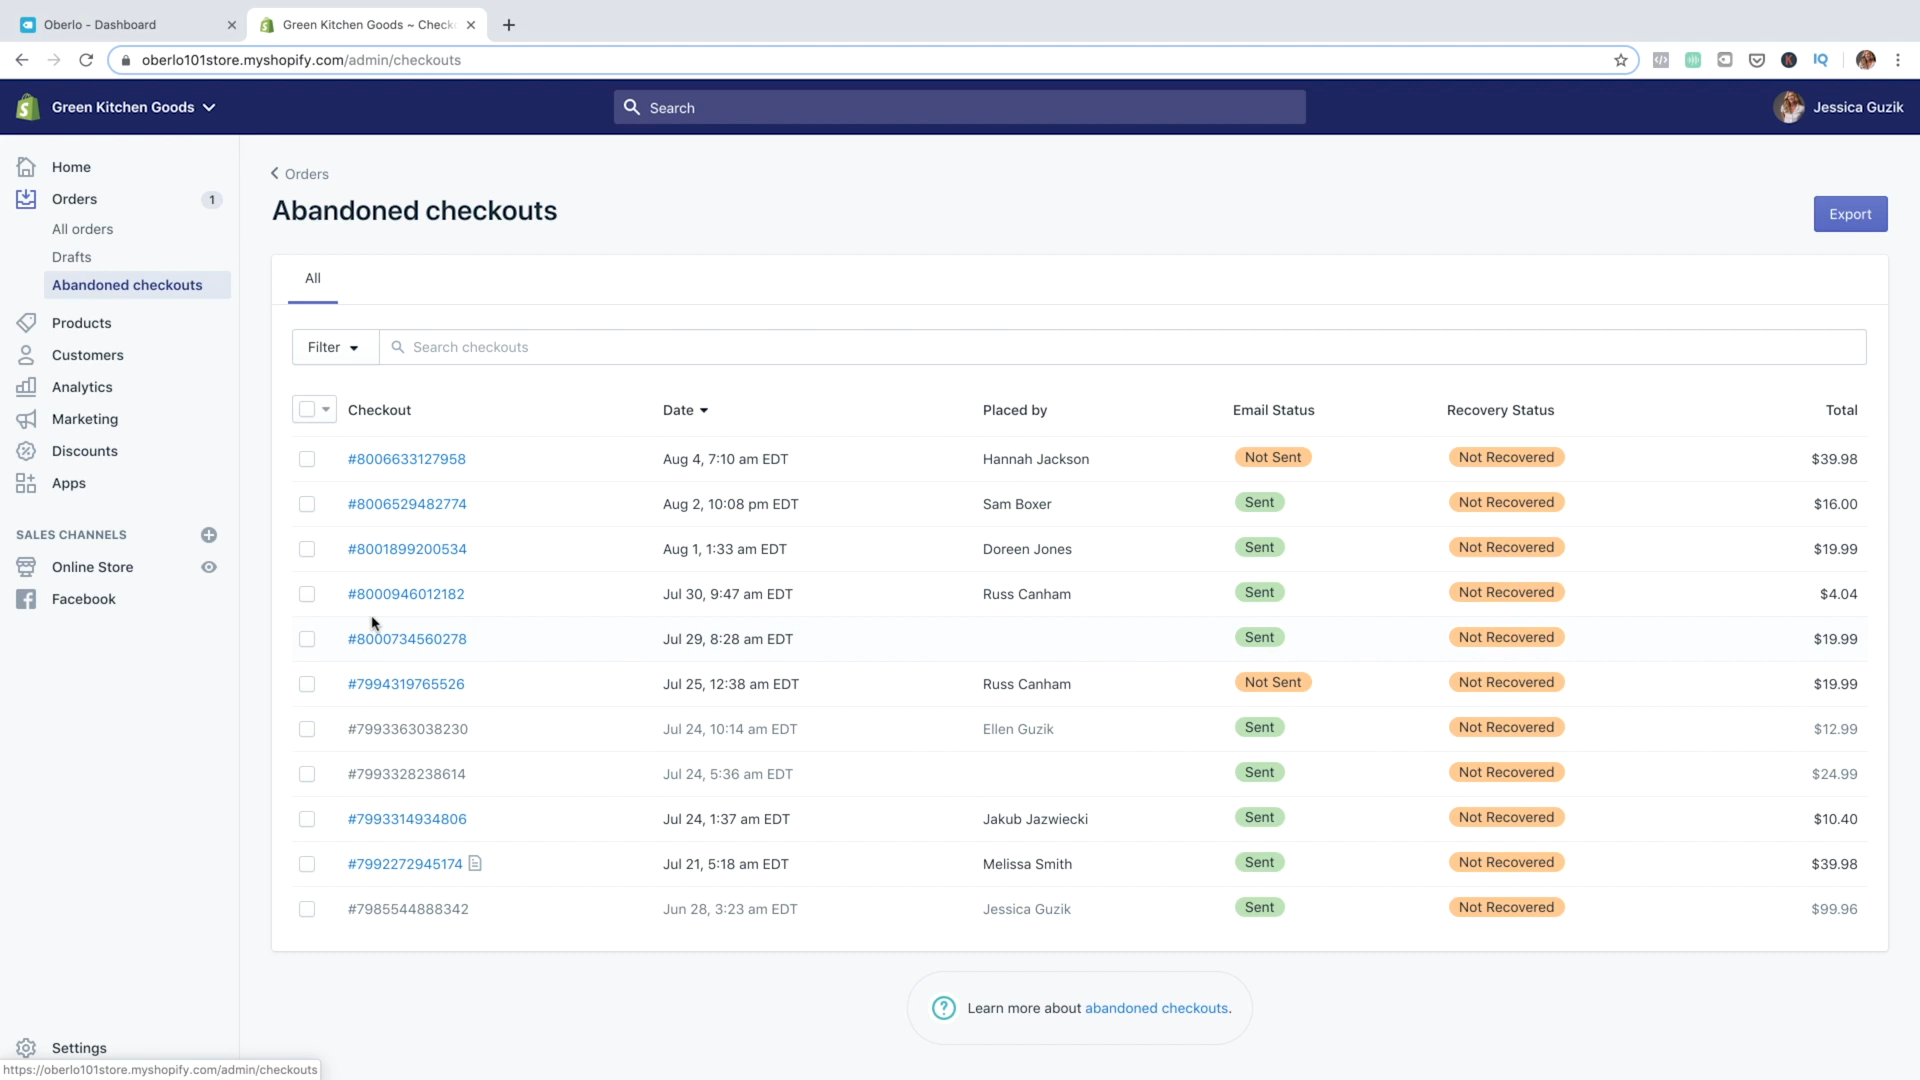 Oberlo - Dashboard
Green Kitchen Goods ~ Check
oberlo101store.myshopify.com/admin/checkouts
K
IQ
Green Kitchen Goods
Search
Jessica Guzik
Home
Orders
1
All orders
Drafts
Abandoned checkouts
Products
Customers
Analytics
Marketing
Discounts
Apps
SALES CHANNELS
Online Store
Facebook
Settings
Orders
Abandoned checkouts
Export
All
Filter
Search checkouts
Checkout Date Placed by Email Status Recovery Status Total
#8006633127958 Aug 4, 7:10 am EDT Hannah Jackson Not Sent Not Recovered $39.98
#8006529482774 Aug 2, 10:08 pm EDT Sam Boxer Sent Not Recovered $16.00
#8001899200534 Aug 1, 1:33 am EDT Doreen Jones Sent Not Recovered $19.99
#8000946012182 Jul 30, 9:47 am EDT Russ Canham Sent Not Recovered $4.04
#8000734560278 Jul 29, 8:28 am EDT Sent Not Recovered $19.99
#7994319765526 Jul 25, 12:38 am EDT Russ Canham Not Sent Not Recovered $19.99
#7993363038230 Jul 24, 10:14 am EDT Ellen Guzik Sent Not Recovered $12.99
#7993328238614 Jul 24, 5:36 am EDT Sent Not Recovered $24.99
#7993314934806 Jul 24, 1:37 am EDT Jakub Jazwiecki Sent Not Recovered $10.40
#7992272945174 Jul 21, 5:18 am EDT Melissa Smith Sent Not Recovered $39.98
#7985544888342 Jun 28, 3:23 am EDT Jessica Guzik Sent Not Recovered $99.96
Learn more about abandoned checkouts.
https://oberlo101store.myshopify.com/admin/checkouts